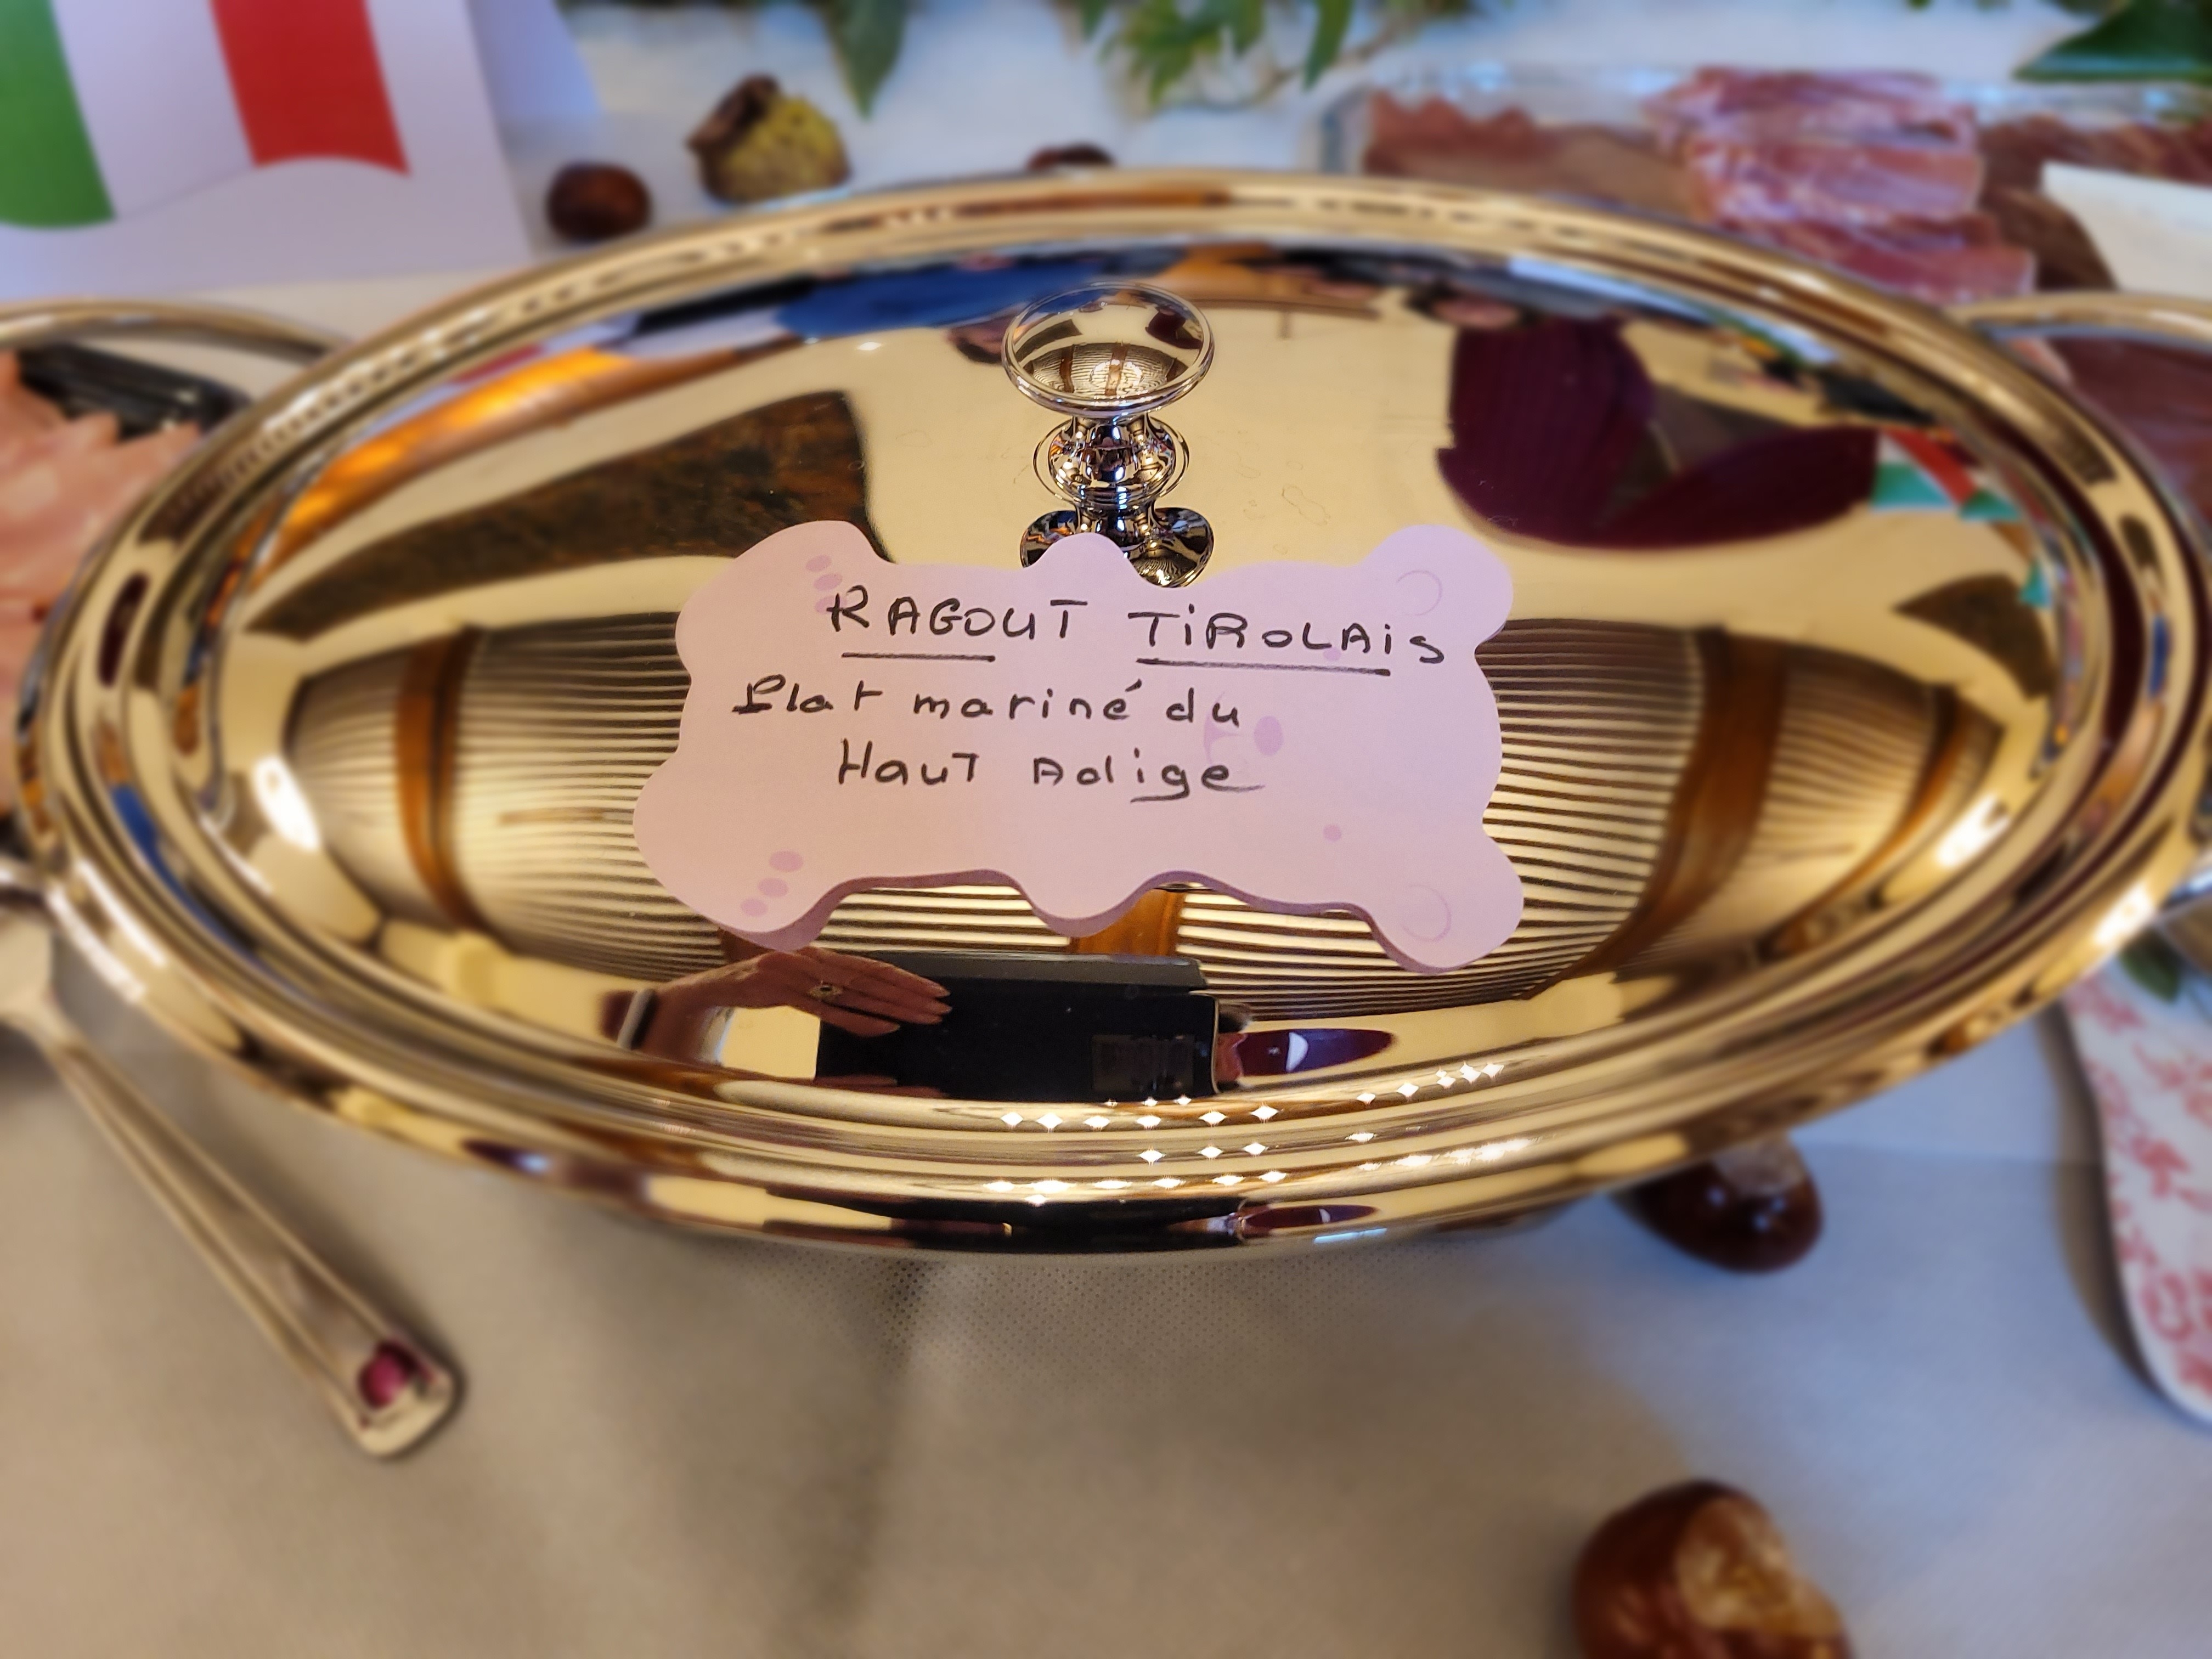 RAGOUT TiROLAiS
Plat mariné du
HauT Adige